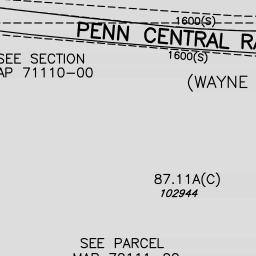 1600(S)
PENN CENTRAL RA
1600(S)
SEE SECTION
AP 71110-00
(WAYNE
87.11A(C)
102944
SEE PARCEL